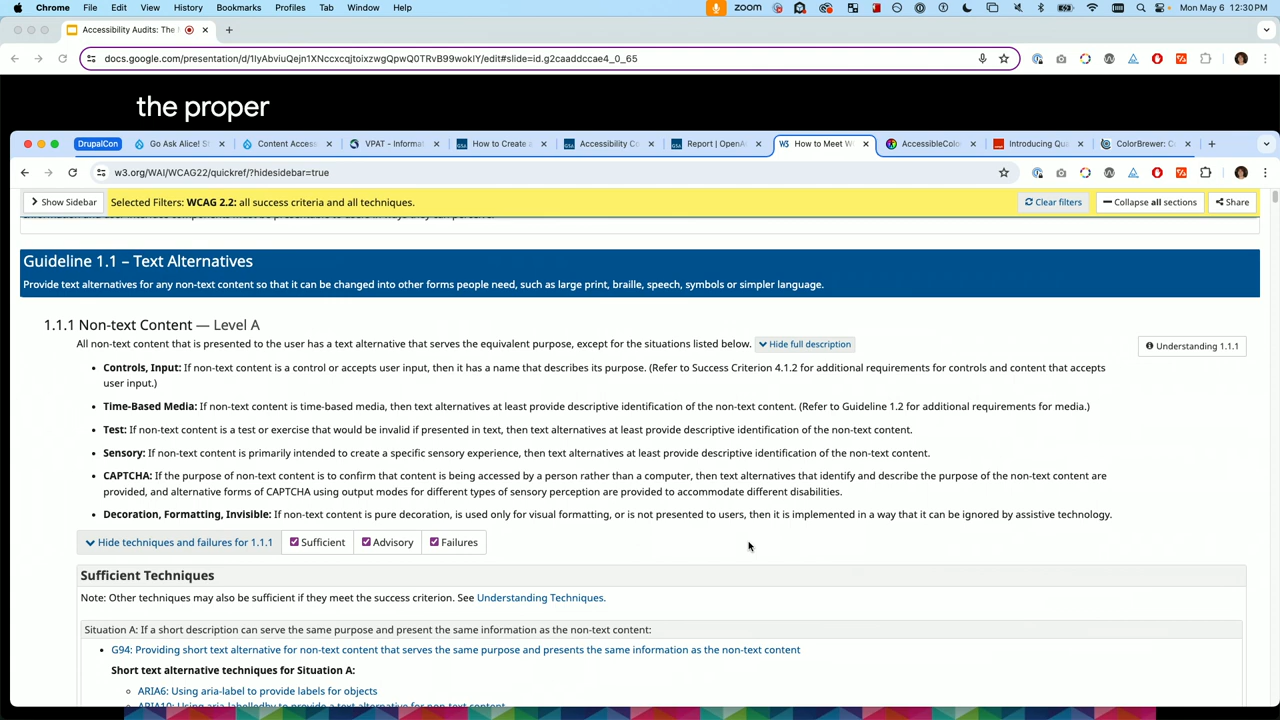 Chrome File Edit View History Bookmarks Profiles Tab Window Help zoom Mon May 6 12:30 PM
Accessibility Audits: The
docs.google.com/presentation/d/1IyAbviuQejn1XNccxcqjtoixzwgQpwQ0TRvB99wokIY/edit#slide=id.g2caaddccae4_0_65
the proper
DrupalCon Go Ask Alice! Content Access VPAT - Informat How to Create Accessibility Co Report | OpenA W3 How to Meet W AccessibleColo Introducing Qu ColorBrewer: C
w3.org/WAI/WCAG22/quickref/?hidesidebar=true
Show Sidebar Selected Filters: WCAG 2.2: all success criteria and all techniques. Clear filters Collapse all sections Share
Guideline 1.1 – Text Alternatives
Provide text alternatives for any non-text content so that it can be changed into other forms people need, such as large print, braille, speech, symbols or simpler language.
1.1.1 Non-text Content — Level A
All non-text content that is presented to the user has a text alternative that serves the equivalent purpose, except for the situations listed below. Hide full description Understanding 1.1.1
• Controls, Input: If non-text content is a control or accepts user input, then it has a name that describes its purpose. (Refer to Success Criterion 4.1.2 for additional requirements for controls and content that accepts
user input.)
• Time-Based Media: If non-text content is time-based media, then text alternatives at least provide descriptive identification of the non-text content. (Refer to Guideline 1.2 for additional requirements for media.)
• Test: If non-text content is a test or exercise that would be invalid if presented in text, then text alternatives at least provide descriptive identification of the non-text content.
• Sensory: If non-text content is primarily intended to create a specific sensory experience, then text alternatives at least provide descriptive identification of the non-text content.
• CAPTCHA: If the purpose of non-text content is to confirm that content is being accessed by a person rather than a computer, then text alternatives that identify and describe the purpose of the non-text content are
provided, and alternative forms of CAPTCHA using output modes for different types of sensory perception are provided to accommodate different disabilities.
• Decoration, Formatting, Invisible: If non-text content is pure decoration, is used only for visual formatting, or is not presented to users, then it is implemented in a way that it can be ignored by assistive technology.
Hide techniques and failures for 1.1.1 Sufficient Advisory Failures
Sufficient Techniques
Note: Other techniques may also be sufficient if they meet the success criterion. See Understanding Techniques.
Situation A: If a short description can serve the same purpose and present the same information as the non-text content:
• G94: Providing short text alternative for non-text content that serves the same purpose and presents the same information as the non-text content
Short text alternative techniques for Situation A:
ARIA6: Using aria-label to provide labels for objects
ARIA10: Using aria-labelledby to provide a text alternative for non-text content